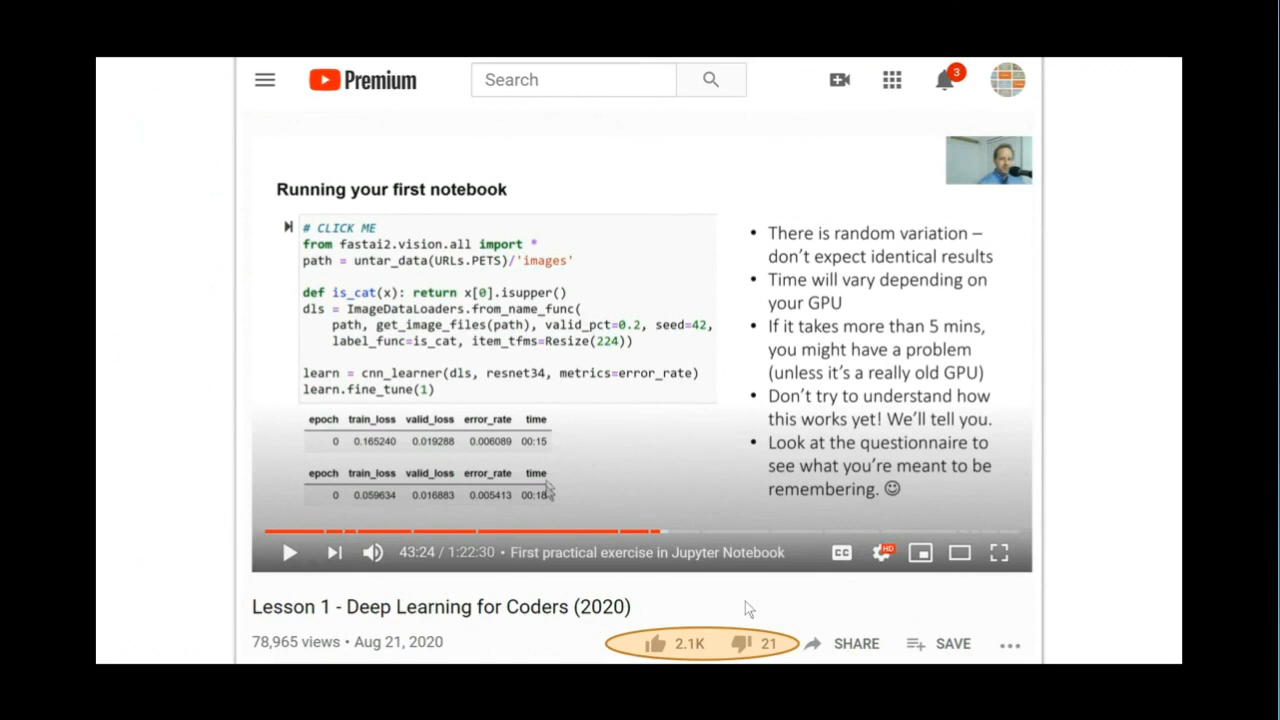 Premium
Search
3
Running your first notebook
# CLICK ME
from fastai2.vision.all import *
path = untar_data(URLs.PETS)/'images'
def is_cat(x): return x[0].isupper()
dls = ImageDataLoaders.from_name_func(
path, get_image_files(path), valid_pct=0.2, seed=42,
label_func=is_cat, item_tfms=Resize(224))
learn = cnn_learner(dls, resnet34, metrics=error_rate)
learn.fine_tune(1)
epoch train_loss valid_loss error_rate time
0 0.165240 0.019288 0.006089 00:15
epoch train_loss valid_loss error_rate time
0 0.059634 0.016883 0.005413 00:18
• There is random variation –
don't expect identical results
• Time will vary depending on
your GPU
• If it takes more than 5 mins,
you might have a problem
(unless it's a really old GPU)
• Don't try to understand how
this works yet! We'll tell you.
• Look at the questionnaire to
see what you're meant to be
remembering. ☺
43:24 / 1:22:30 • First practical exercise in Jupyter Notebook
CC
HD
Lesson 1 - Deep Learning for Coders (2020)
78,965 views • Aug 21, 2020
2.1K 21 SHARE SAVE